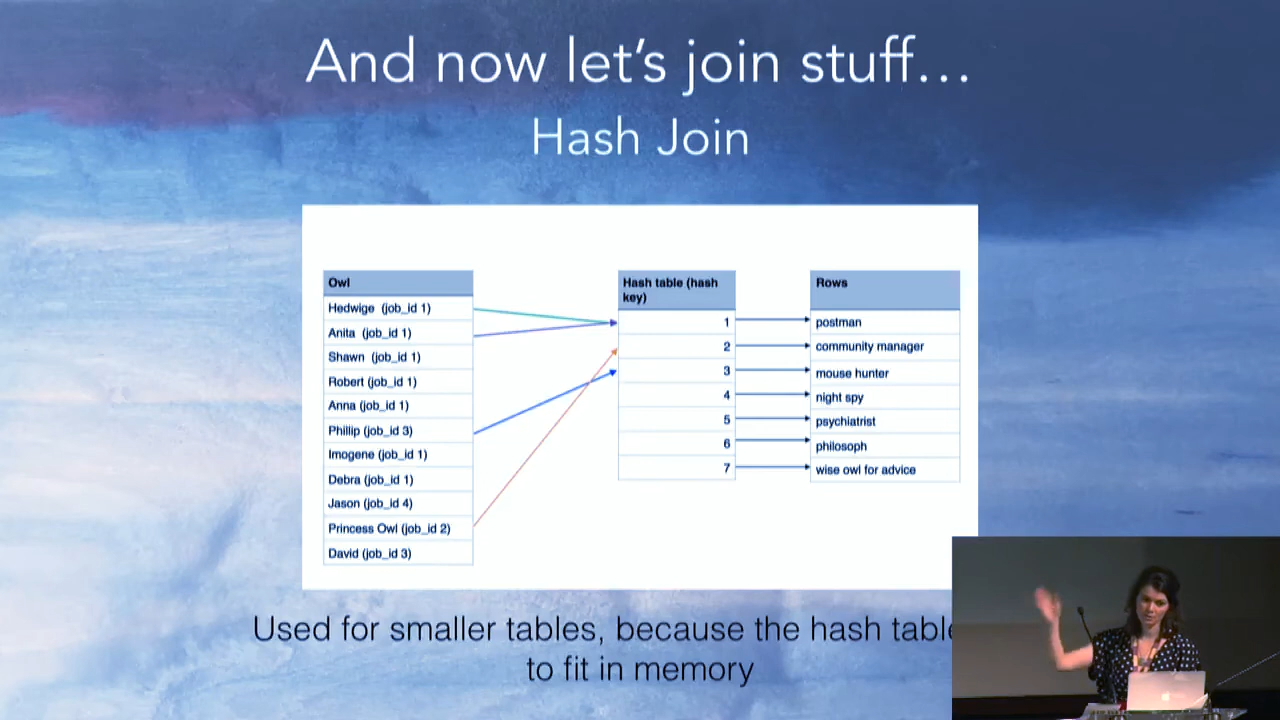 And now let's join stuff...
Hash Join
Owl
Hedwige (job_id 1)
Anita (job_id 1)
Shawn (job_id 1)
Robert (job_id 1)
Anna (job_id 1)
Phillip (job_id 3)
Imogene (job_id 1)
Debra (job_id 1)
Jason (job_id 4)
Princess Owl (job_id 2)
David (job_id 3)
Hash table (hash
key)
1
2
3
4
5
6
7
Rows
postman
community manager
mouse hunter
night spy
psychiatrist
philosoph
wise owl for advice
Used for smaller tables, because the hash table
to fit in memory